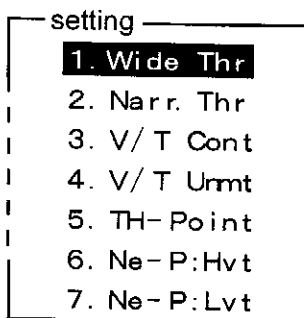 setting
1. Wide Thr
2. Narr. Thr
3. V/T Cont
4. V/T Unmt
5. TH-Point
6. Ne-P:Hvt
7. Ne-P:Lvt